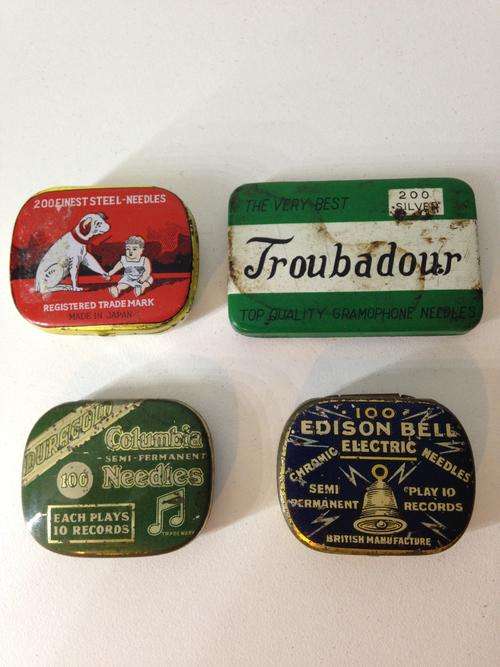 200 FINEST STEEL-NEEDLES
REGISTERED TRADE MARK
MADE IN JAPAN
THE VERY BEST
200
SILVER
Troubadour
TOP QUALITY GRAMOPHONE NEEDLES
Columbia
-SEMI-PERMANENT-
100
Needles
EACH PLAYS
10 RECORDS
TRADE MARK
100
EDISON BELL
ELECTRIC
CHROMIC NEEDLES
SEMI PLAY 10
PERMANENT RECORDS
BRITISH MANUFACTURE